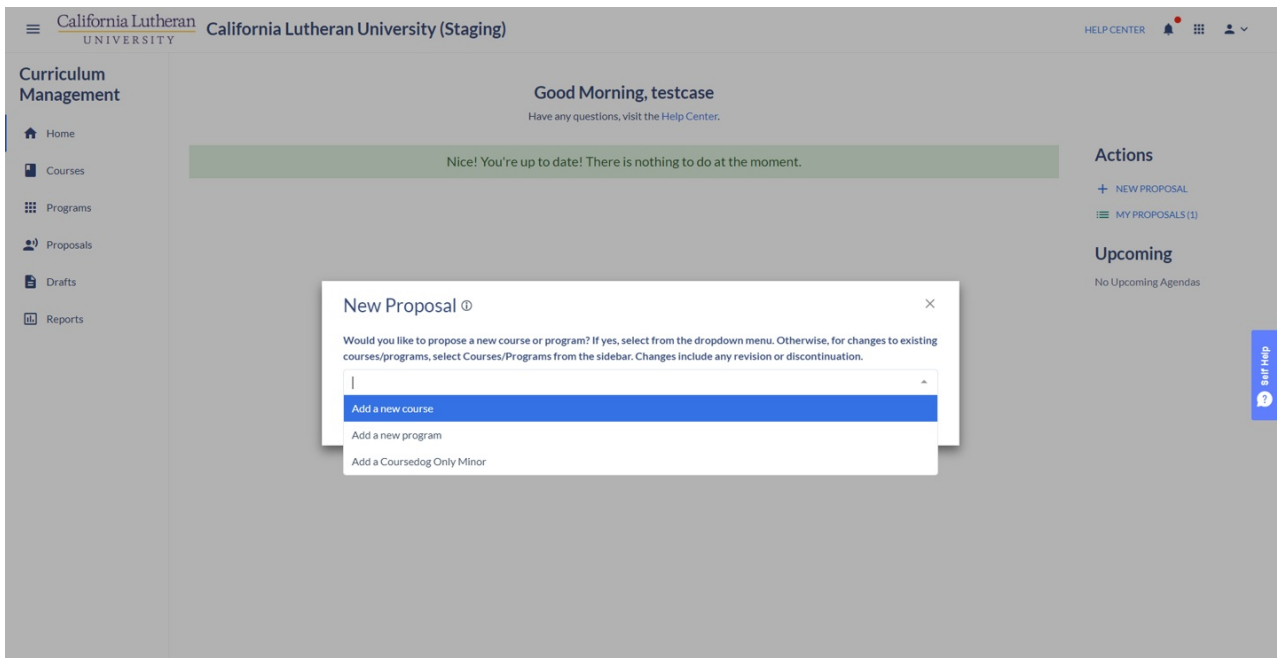 California Lutheran
UNIVERSITY
California Lutheran University (Staging)
HELP CENTER
Curriculum
Management
Home
Courses
Programs
Proposals
Drafts
Reports
Good Morning, testcase
Have any questions, visit the Help Center.
Nice! You're up to date! There is nothing to do at the moment.
Actions
NEW PROPOSAL
MY PROPOSALS (1)
Upcoming
No Upcoming Agendas
New Proposal
Would you like to propose a new course or program? If yes, select from the dropdown menu. Otherwise, for changes to existing
courses/programs, select Courses/Programs from the sidebar. Changes include any revision or discontinuation.
Add a new course
Add a new program
Add a Coursedog Only Minor
Self Help